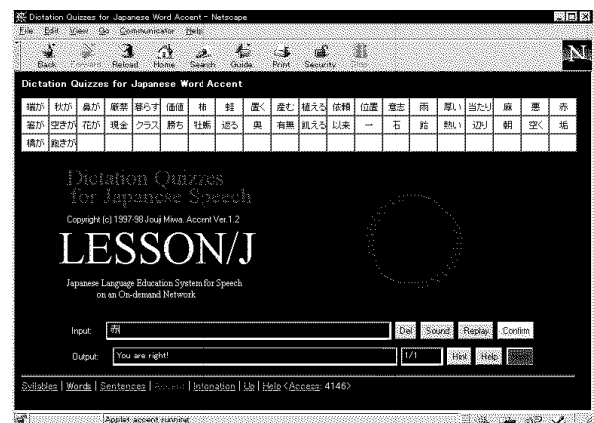 Dictation Quizzes for Japanese Word Accent - Netscape
File Edit View Go Communicator Help
Back Forward Reload Home Search Guide Print Security Stop
N
Dictation Quizzes for Japanese Word Accent
端が 秋が 鼻が 厳禁 暮らす 価値 柿 蛙 置く 産む 植える 依頼 位置 意志 雨 厚い 当たり 麻 悪 赤
箸が 空きが 花が 現金 クラス 勝ち 牡蛎 返る 奥 有無 飢える 以来 一 石 飴 熱い 辺り 朝 空く 垢
橋が 飽きが
Dictation Quizzes
for Japanese Speech
Copyright (c) 1997-98 Jouji Miwa. Accent Ver.1.2
LESSON/J
Japanese Language Education System for Speech
on an On-demand Network
Input: 赤 Del Sound Replay Confirm
Output: You are right! 1/1 Hint Help
Syllables | Words | Sentences | Accent | Intonation | Up | Help <Access: 4146>
Applet accent running